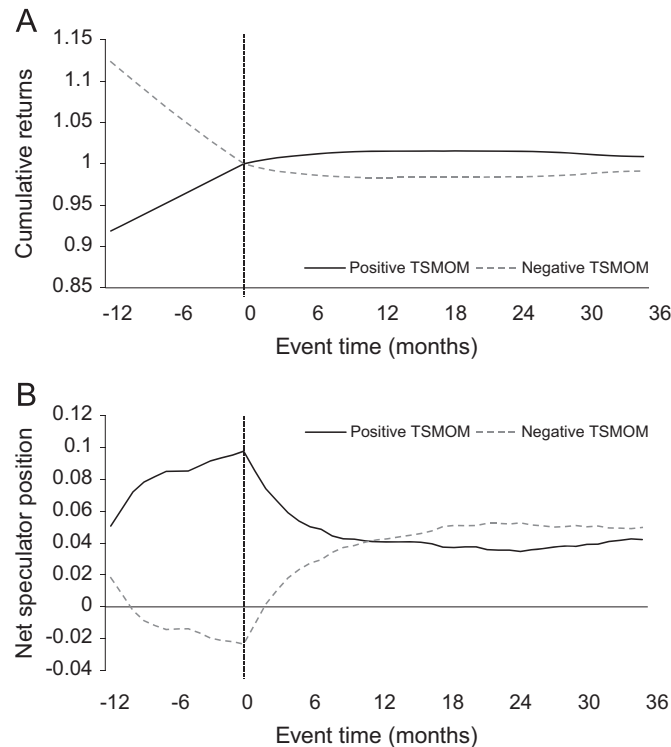 A
Cumulative returns
1.15
1.1
1.05
1
0.95
0.9
0.85
Positive TSMOM
Negative TSMOM
-12 -6 0 6 12 18 24 30 36
Event time (months)
B
Net speculator position
0.12
0.1
0.08
0.06
0.04
0.02
0
-0.02
-0.04
Positive TSMOM
Negative TSMOM
-12 -6 0 6 12 18 24 30 36
Event time (months)